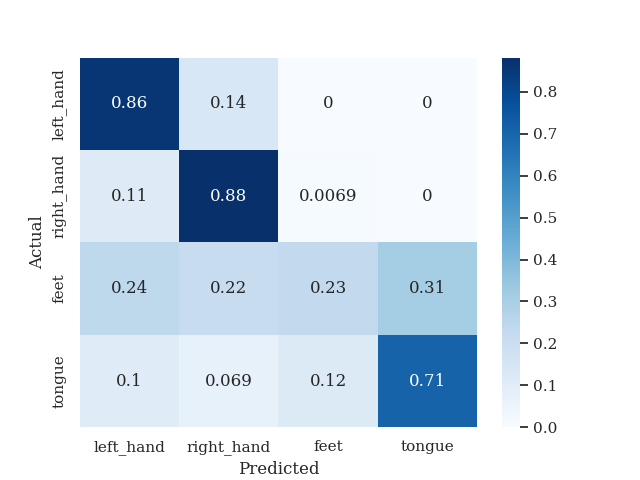 left_hand 0.86 0.14 0 0
right_hand 0.11 0.88 0.0069 0
feet 0.24 0.22 0.23 0.31
tongue 0.1 0.069 0.12 0.71
left_hand right_hand feet tongue
Predicted
Actual
0.8
0.7
0.6
0.5
0.4
0.3
0.2
0.1
0.0